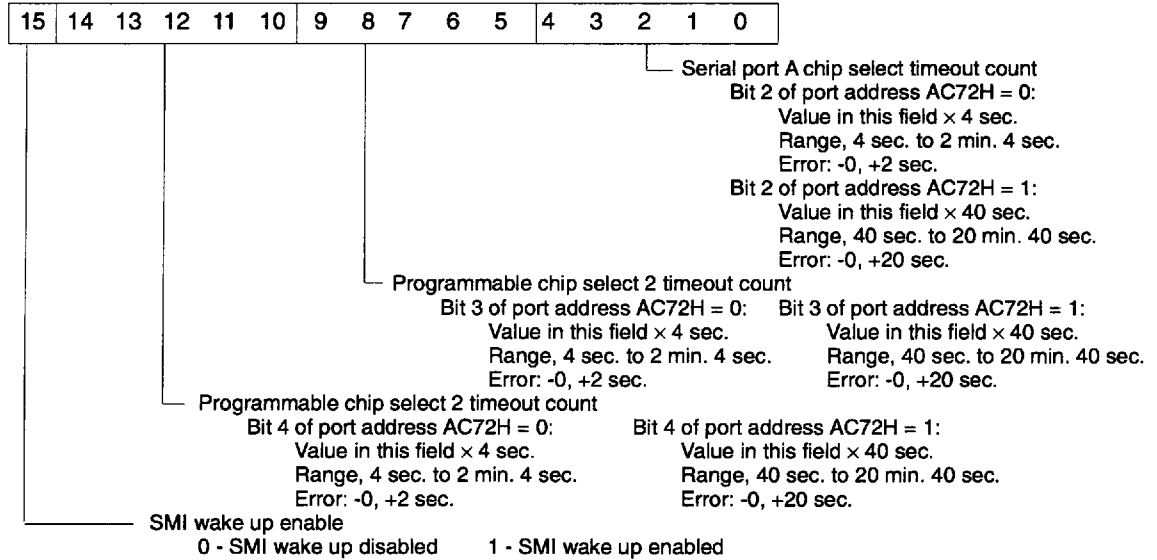 15 14 13 12 11 10 9 8 7 6 5 4 3 2 1 0
Serial port A chip select timeout count
Bit 2 of port address AC72H = 0:
Value in this field × 4 sec.
Range, 4 sec. to 2 min. 4 sec.
Error: -0, +2 sec.
Bit 2 of port address AC72H = 1:
Value in this field × 40 sec.
Range, 40 sec. to 20 min. 40 sec.
Error: -0, +20 sec.
Programmable chip select 2 timeout count
Bit 3 of port address AC72H = 0: Bit 3 of port address AC72H = 1:
Value in this field × 4 sec. Value in this field × 40 sec.
Range, 4 sec. to 2 min. 4 sec. Range, 40 sec. to 20 min. 40 sec.
Error: -0, +2 sec. Error: -0, +20 sec.
Programmable chip select 2 timeout count
Bit 4 of port address AC72H = 0: Bit 4 of port address AC72H = 1:
Value in this field × 4 sec. Value in this field × 40 sec.
Range, 4 sec. to 2 min. 4 sec. Range, 40 sec. to 20 min. 40 sec.
Error: -0, +2 sec. Error: -0, +20 sec.
SMI wake up enable
0 - SMI wake up disabled 1 - SMI wake up enabled